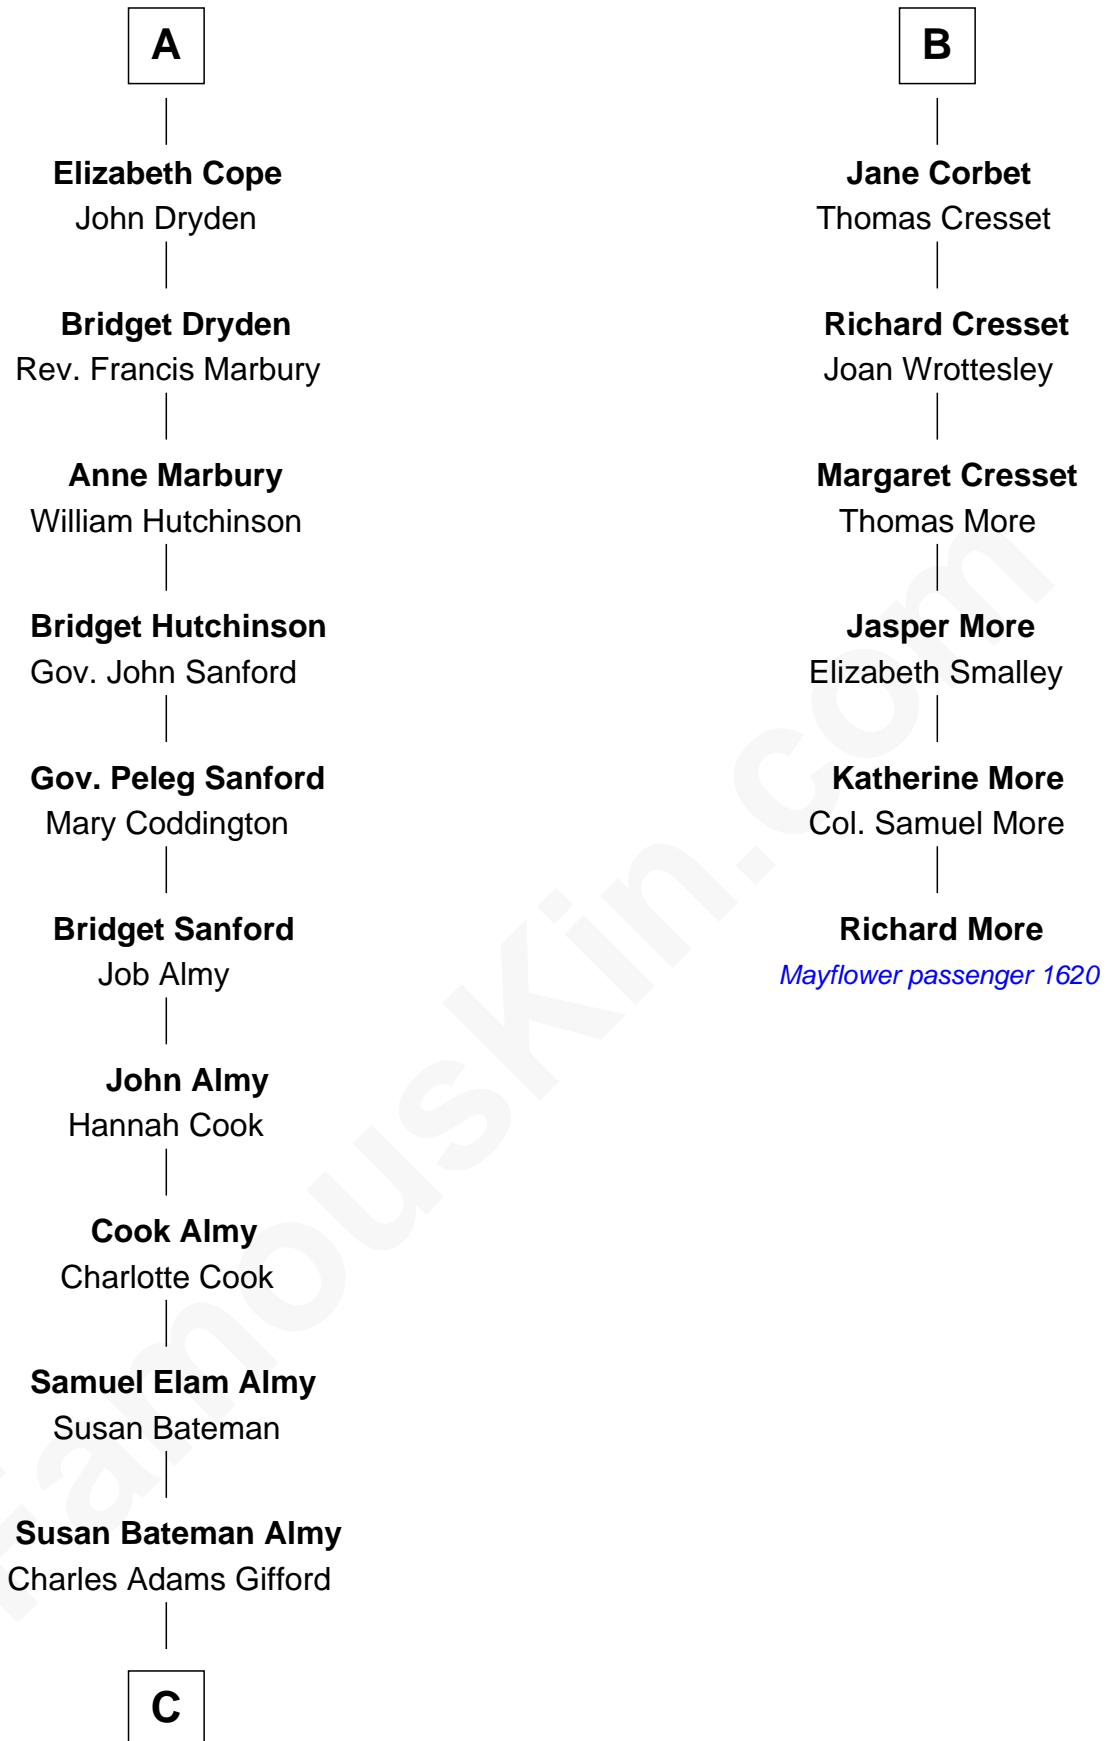 A
Elizabeth Cope
John Dryden
Bridget Dryden
Rev. Francis Marbury
Anne Marbury
William Hutchinson
Bridget Hutchinson
Gov. John Sanford
Gov. Peleg Sanford
Mary Coddington
Bridget Sanford
Job Almy
John Almy
Hannah Cook
Cook Almy
Charlotte Cook
Samuel Elam Almy
Susan Bateman
Susan Bateman Almy
Charles Adams Gifford
C
B
Jane Corbet
Thomas Cresset
Richard Cresset
Joan Wrottesley
Margaret Cresset
Thomas More
Jasper More
Elizabeth Smalley
Katherine More
Col. Samuel More
Richard More
Mayflower passenger 1620
FamousKin.com